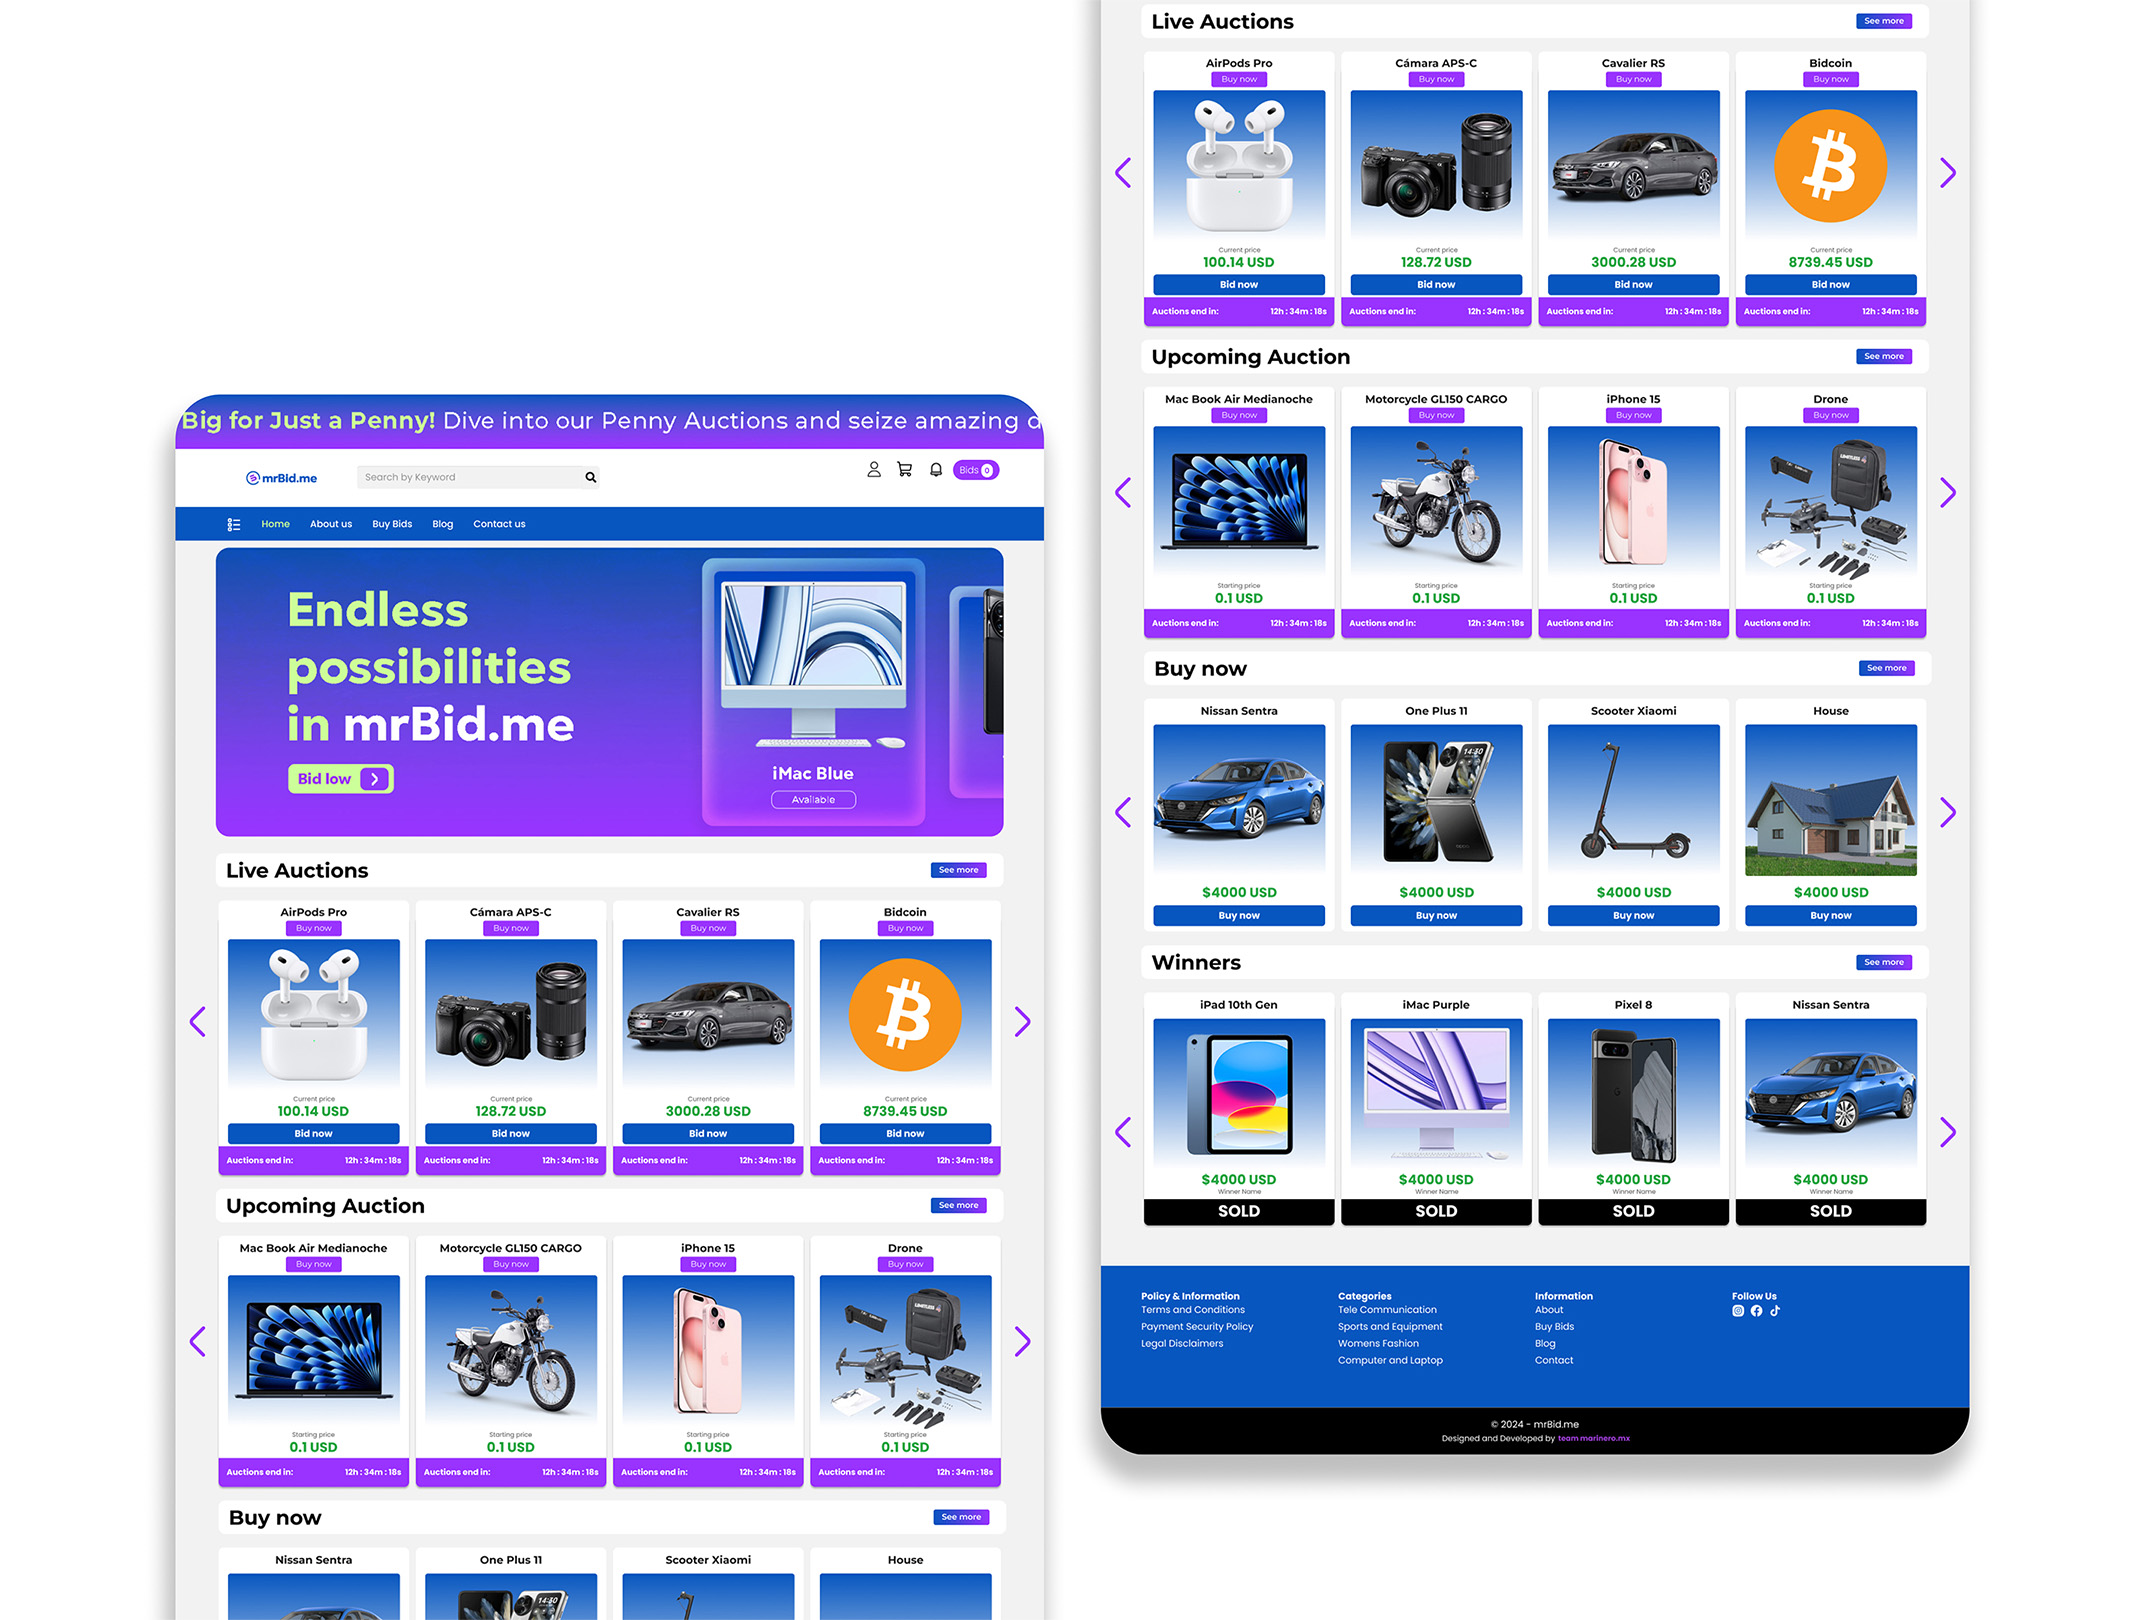 Big for Just a Penny! Dive into our Penny Auctions and seize amazing d
mrBid.me
Search by Keyword
Bids 0
Home About us Buy Bids Blog Contact us
Endless
possibilities
in mrBid.me
Bid low
iMac Blue
Available
Live Auctions See more
AirPods Pro Cámara APS-C Cavalier RS Bidcoin
Buy now Buy now Buy now Buy now
Current price Current price Current price Current price
100.14 USD 128.72 USD 3000.28 USD 8739.45 USD
Bid now Bid now Bid now Bid now
Auctions end in: 12h : 34m : 18s Auctions end in: 12h : 34m : 18s Auctions end in: 12h : 34m : 18s Auctions end in: 12h : 34m : 18s
Upcoming Auction See more
Mac Book Air Medianoche Motorcycle GL150 CARGO iPhone 15 Drone
Buy now Buy now Buy now Buy now
Starting price Starting price Starting price Starting price
0.1 USD 0.1 USD 0.1 USD 0.1 USD
Auctions end in: 12h : 34m : 18s Auctions end in: 12h : 34m : 18s Auctions end in: 12h : 34m : 18s Auctions end in: 12h : 34m : 18s
Buy now See more
Nissan Sentra One Plus 11 Scooter Xiaomi House
Live Auctions See more
AirPods Pro Cámara APS-C Cavalier RS Bidcoin
Buy now Buy now Buy now Buy now
Current price Current price Current price Current price
100.14 USD 128.72 USD 3000.28 USD 8739.45 USD
Bid now Bid now Bid now Bid now
Auctions end in: 12h : 34m : 18s Auctions end in: 12h : 34m : 18s Auctions end in: 12h : 34m : 18s Auctions end in: 12h : 34m : 18s
Upcoming Auction See more
Mac Book Air Medianoche Motorcycle GL150 CARGO iPhone 15 Drone
Buy now Buy now Buy now Buy now
Starting price Starting price Starting price Starting price
0.1 USD 0.1 USD 0.1 USD 0.1 USD
Auctions end in: 12h : 34m : 18s Auctions end in: 12h : 34m : 18s Auctions end in: 12h : 34m : 18s Auctions end in: 12h : 34m : 18s
Buy now See more
Nissan Sentra One Plus 11 Scooter Xiaomi House
$4000 USD $4000 USD $4000 USD $4000 USD
Buy now Buy now Buy now Buy now
Winners See more
iPad 10th Gen iMac Purple Pixel 8 Nissan Sentra
$4000 USD $4000 USD $4000 USD $4000 USD
Winner Name Winner Name Winner Name Winner Name
SOLD SOLD SOLD SOLD
Policy & Information Categories Information Follow Us
Terms and Conditions Tele Communication About
Payment Security Policy Sports and Equipment Buy Bids
Legal Disclaimers Womens Fashion Blog
Computer and Laptop Contact
© 2024 - mrBid.me
Designed and Developed by team marinero.mx